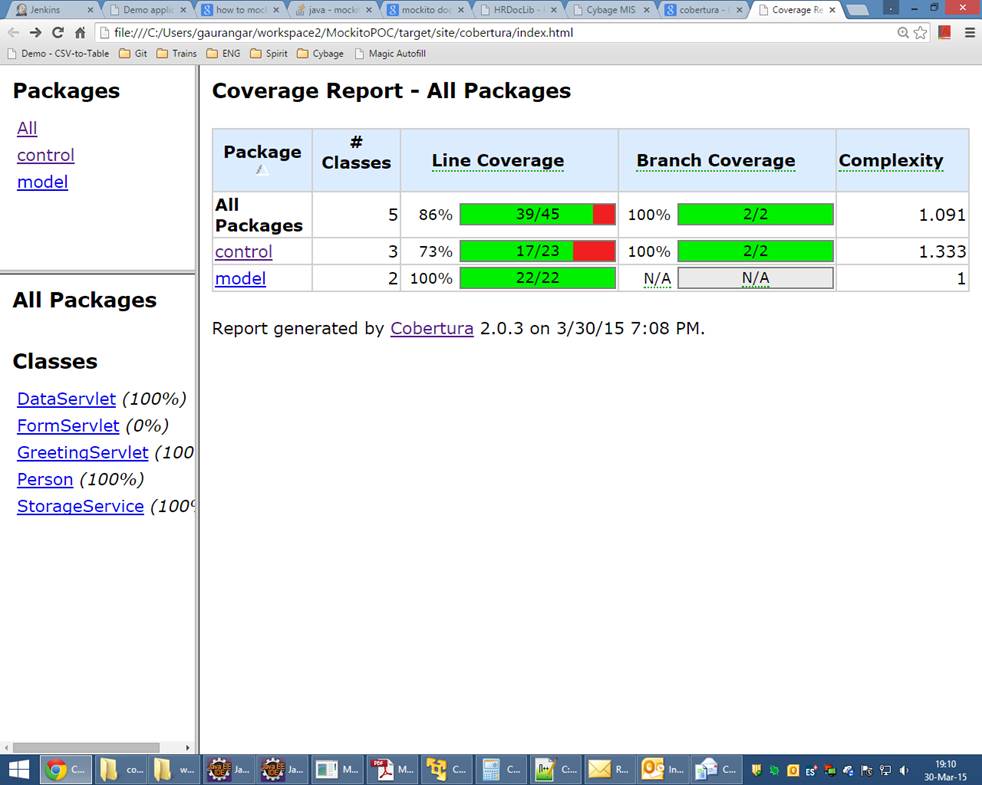 Jenkins
Demo applic
how to mock
java - mockit
mockito doc
HRDocLib -
Cybage MIS
cobertura -
Coverage Re
file:///C:/Users/gaurangar/workspace2/MockitoPOC/target/site/cobertura/index.html
Demo - CSV-to-Table Git Trains ENG Spirit Cybage Magic Autofill
Packages
All
control
model
All Packages
Classes
DataServlet (100%)
FormServlet (0%)
GreetingServlet (100
Person (100%)
StorageService (100%
Coverage Report - All Packages
Package # Classes Line Coverage Branch Coverage Complexity
All Packages 5 86% 39/45 100% 2/2 1.091
control 3 73% 17/23 100% 2/2 1.333
model 2 100% 22/22 N/A N/A 1
Report generated by Cobertura 2.0.3 on 3/30/15 7:08 PM.
C... co... w... Ja... Ja... M... M... C... C... C:... R... In... C...
19:10
30-Mar-15